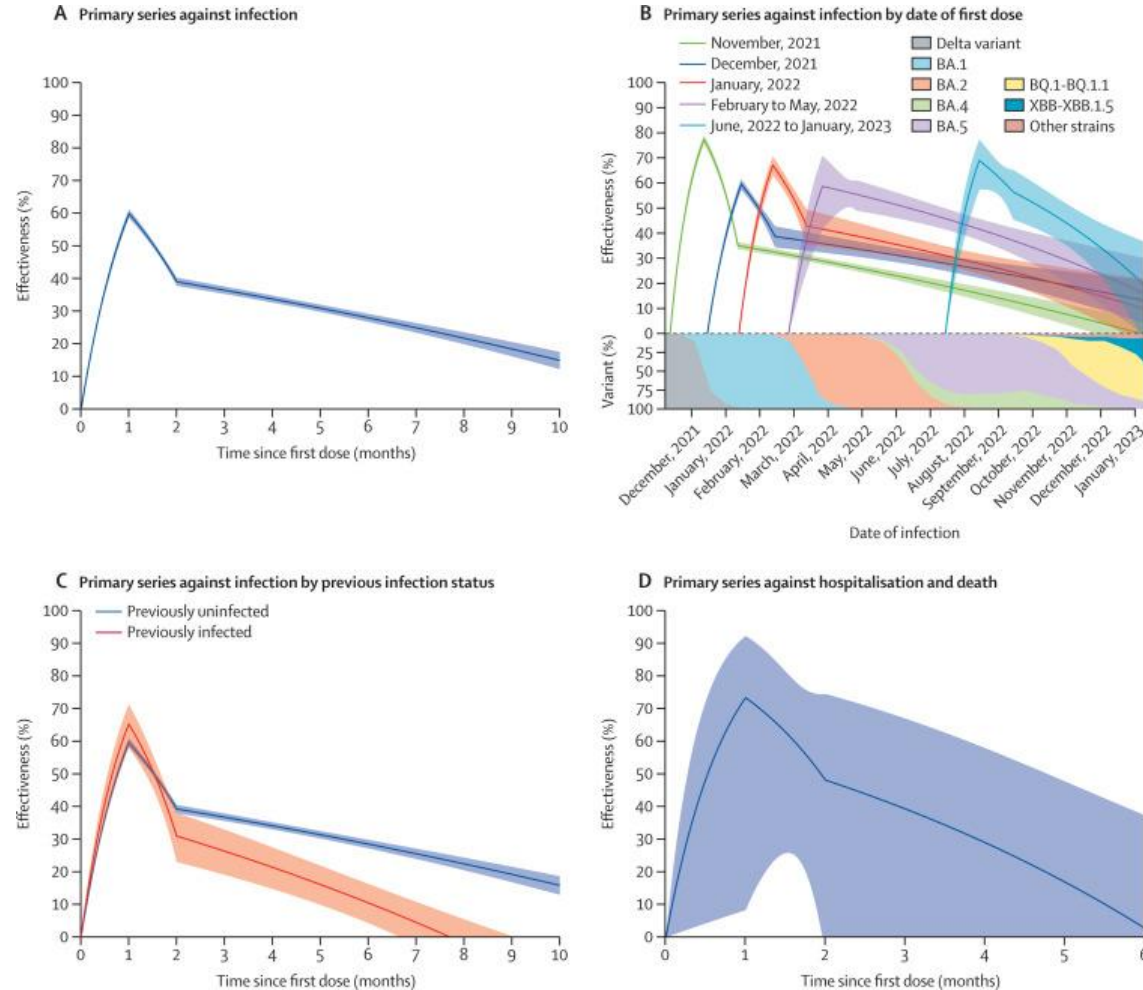 A Primary series against infection
100
90
80
70
60
50
40
30
20
10
0
Effectiveness (%)
0 1 2 3 4 5 6 7 8 9 10
Time since first dose (months)
B Primary series against infection by date of first dose
November, 2021
December, 2021
January, 2022
February to May, 2022
June, 2022 to January, 2023
Delta variant
BA.1
BA.2
BA.4
BA.5
BQ.1-BQ.1.1
XBB-XBB.1.5
Other strains
100
90
80
70
60
50
40
30
20
10
0
Effectiveness (%)
25
50
75
100
Variant (%)
December, 2021
January, 2022
February, 2022
March, 2022
April, 2022
May, 2022
June, 2022
July, 2022
August, 2022
September, 2022
October, 2022
November, 2022
December, 2022
January, 2023
Date of infection
C Primary series against infection by previous infection status
Previously uninfected
Previously infected
100
90
80
70
60
50
40
30
20
10
0
Effectiveness (%)
0 1 2 3 4 5 6 7 8 9 10
Time since first dose (months)
D Primary series against hospitalisation and death
100
90
80
70
60
50
40
30
20
10
0
Effectiveness (%)
0 1 2 3 4 5 6
Time since first dose (months)